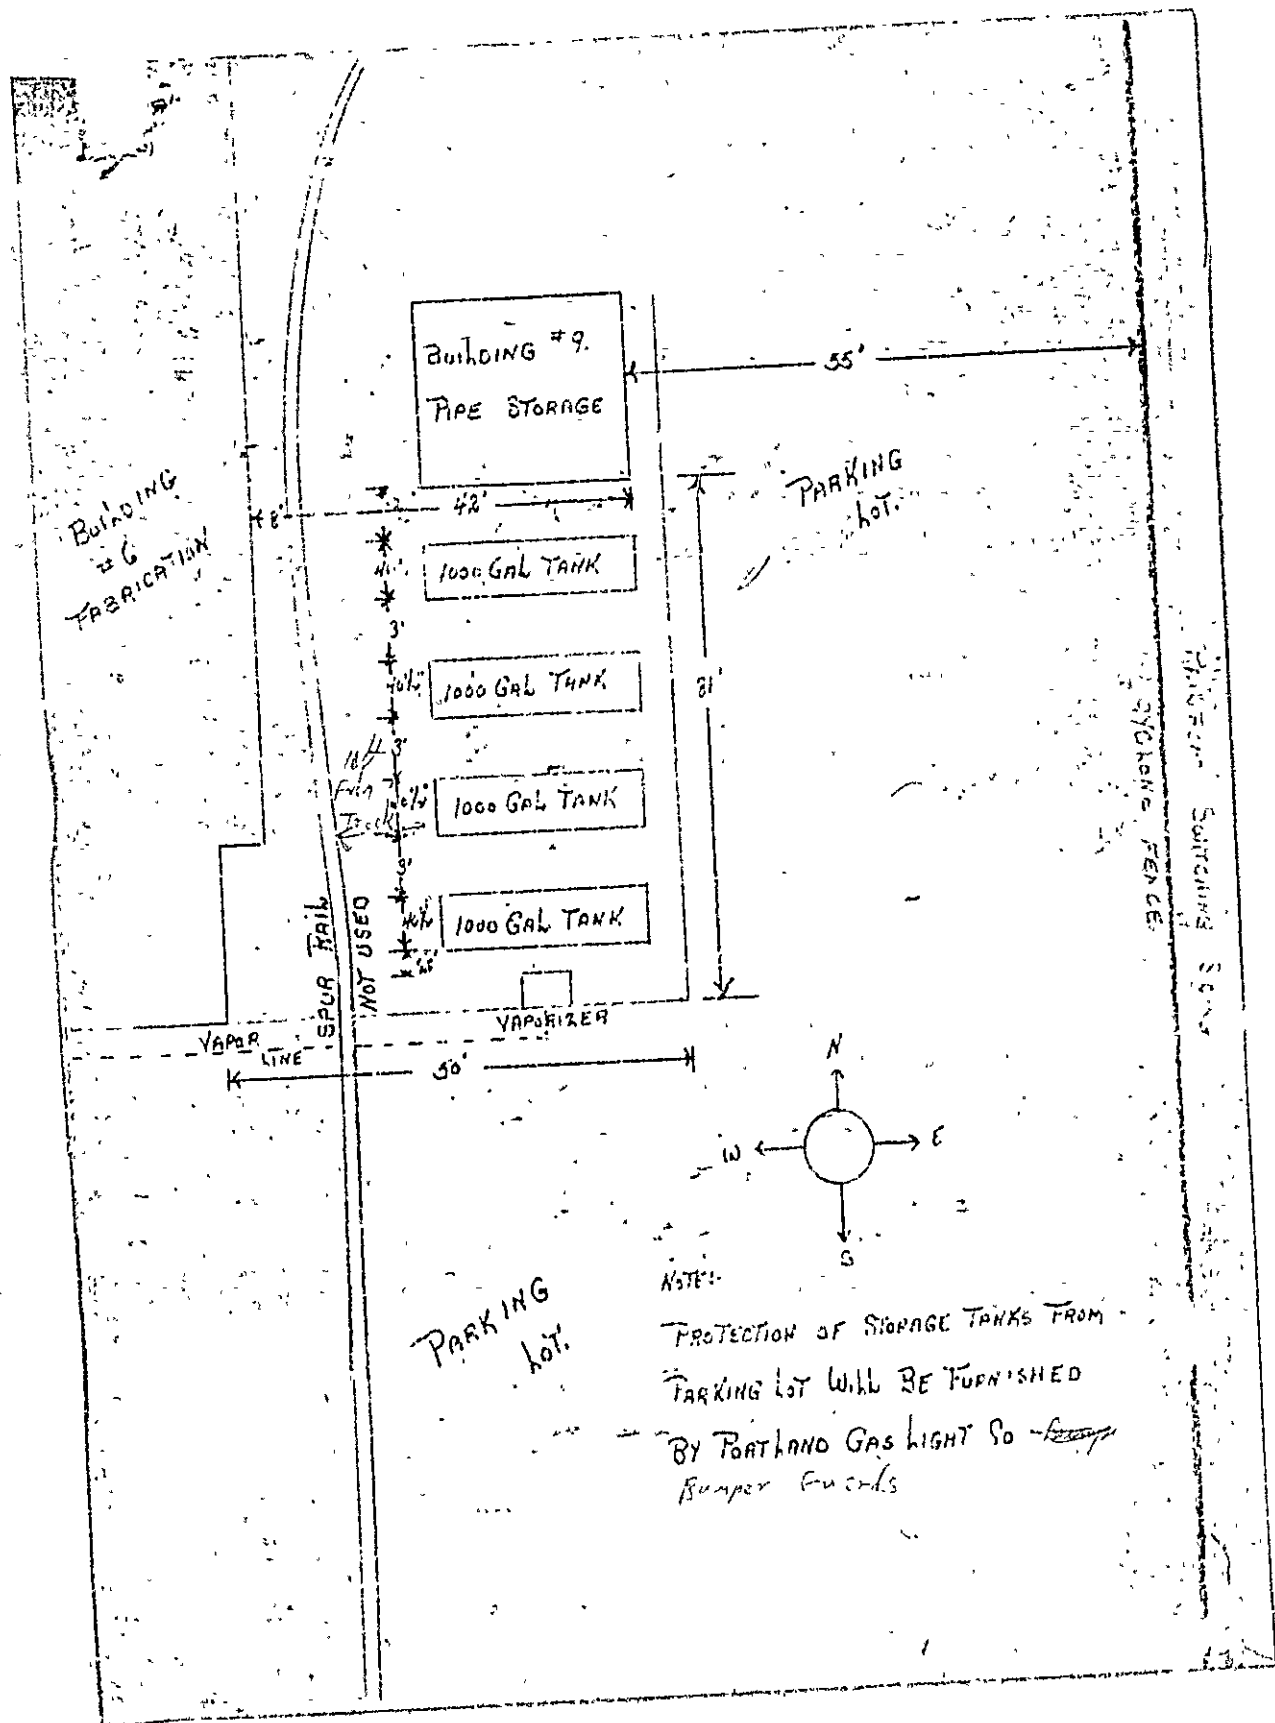 BUILDING #9.
PIPE STORAGE
55'
PARKING
LOT.
BUILDING
#6
FABRICATION
8'
42'
1000 GAL TANK
3'
1000 GAL TANK
3'
1000 GAL TANK
3'
1000 GAL TANK
From
Track
SPUR RAIL
NOT USED
CYCLONE FENCE
VAPORIZER
VAPOR
LINE
50'
N
W
E
S
PARKING
LOT.
NOTE:-
PROTECTION OF STORAGE TANKS FROM
PARKING LOT WILL BE FURNISHED
BY PORTLAND GAS LIGHT CO
Bumper Guards